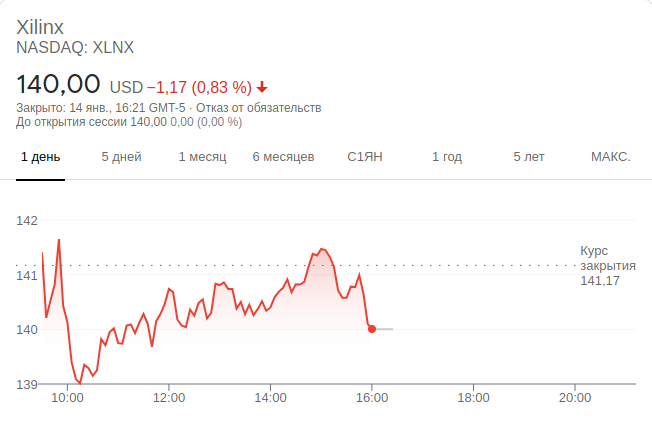 Xilinx
NASDAQ: XLNX
140,00 USD −1,17 (0,83 %)
Закрыто: 14 янв., 16:21 GMT-5 · Отказ от обязательств
До открытия сессии 140,00 0,00 (0,00 %)
1 день 5 дней 1 месяц 6 месяцев С1ЯН 1 год 5 лет МАКС.
142
Курс
закрытия
141,17
141
140
139
10:00 12:00 14:00 16:00 18:00 20:00